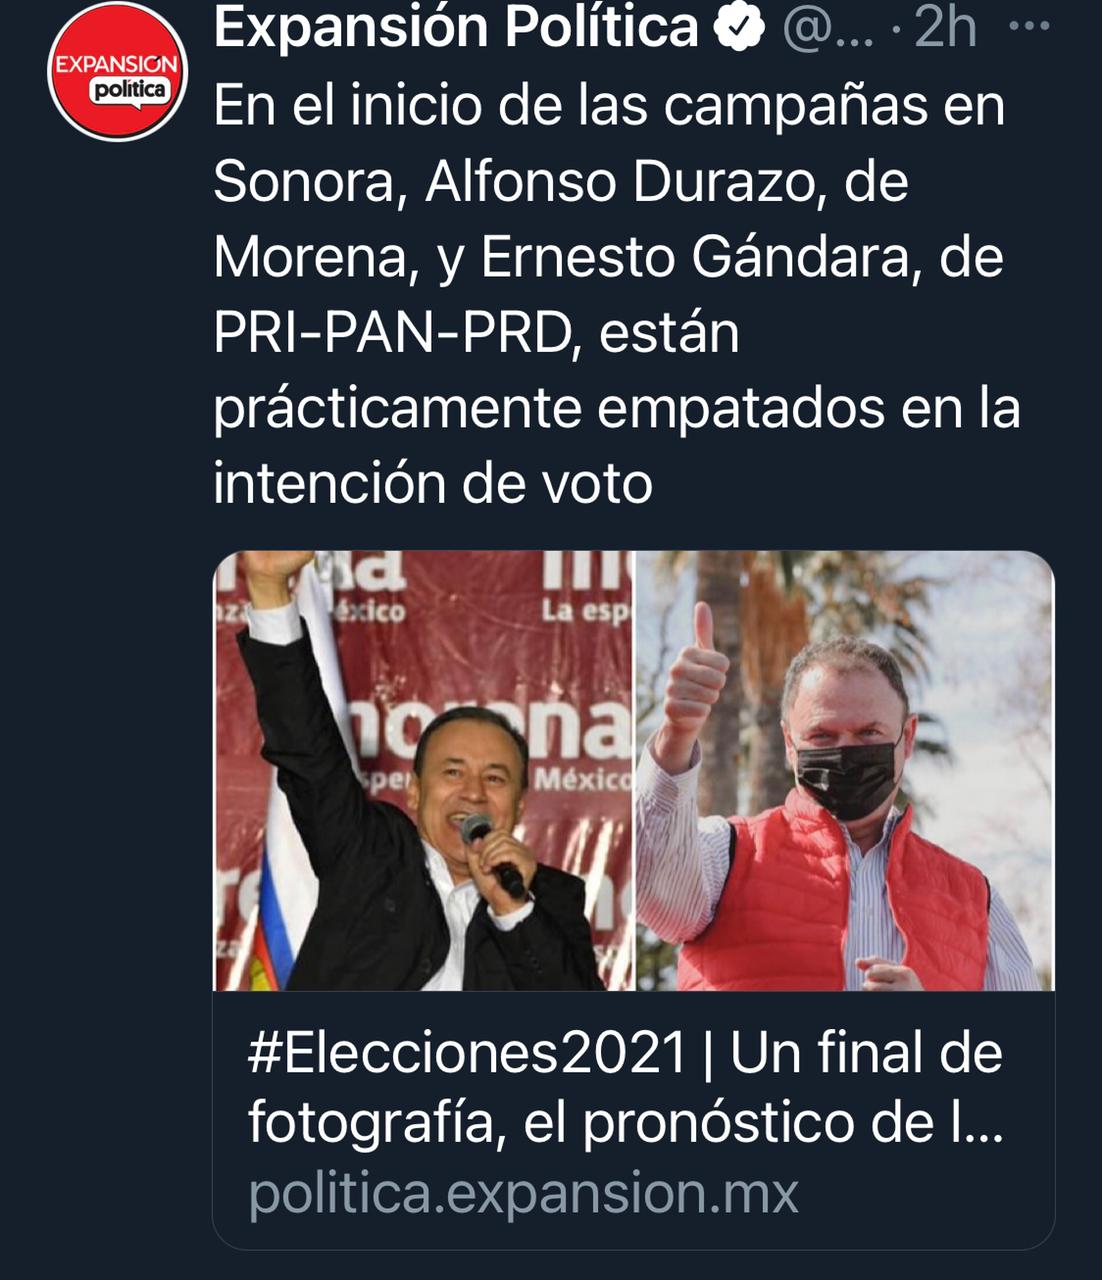 EXPANSIÓN
política
Expansión Política @... · 2h ···
En el inicio de las campañas en
Sonora, Alfonso Durazo, de
Morena, y Ernesto Gándara, de
PRI-PAN-PRD, están
prácticamente empatados en la
intención de voto
éxico
La esp
morena
México
#Elecciones2021 | Un final de
fotografía, el pronóstico de l...
politica.expansion.mx